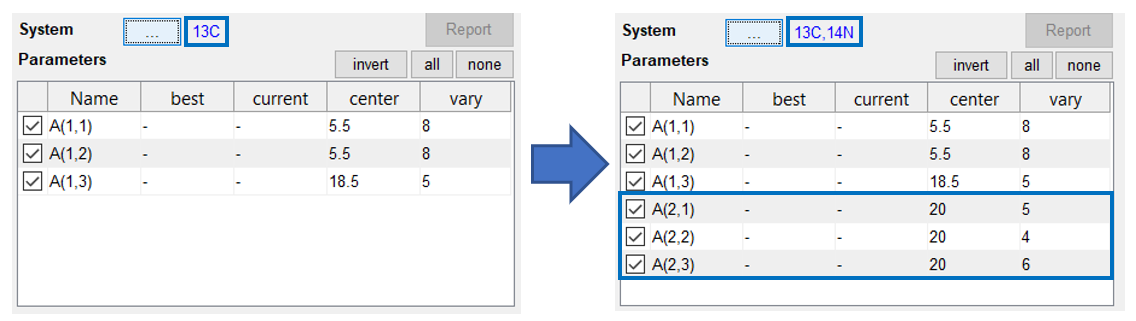 System ... 13C Report
Parameters
invert all none
Name best current center vary
A(1,1) - - 5.5 8
A(1,2) - - 5.5 8
A(1,3) - - 18.5 5
System ... 13C,14N Report
Parameters
invert all none
Name best current center vary
A(1,1) - - 5.5 8
A(1,2) - - 5.5 8
A(1,3) - - 18.5 5
A(2,1) - - 20 5
A(2,2) - - 20 4
A(2,3) - - 20 6